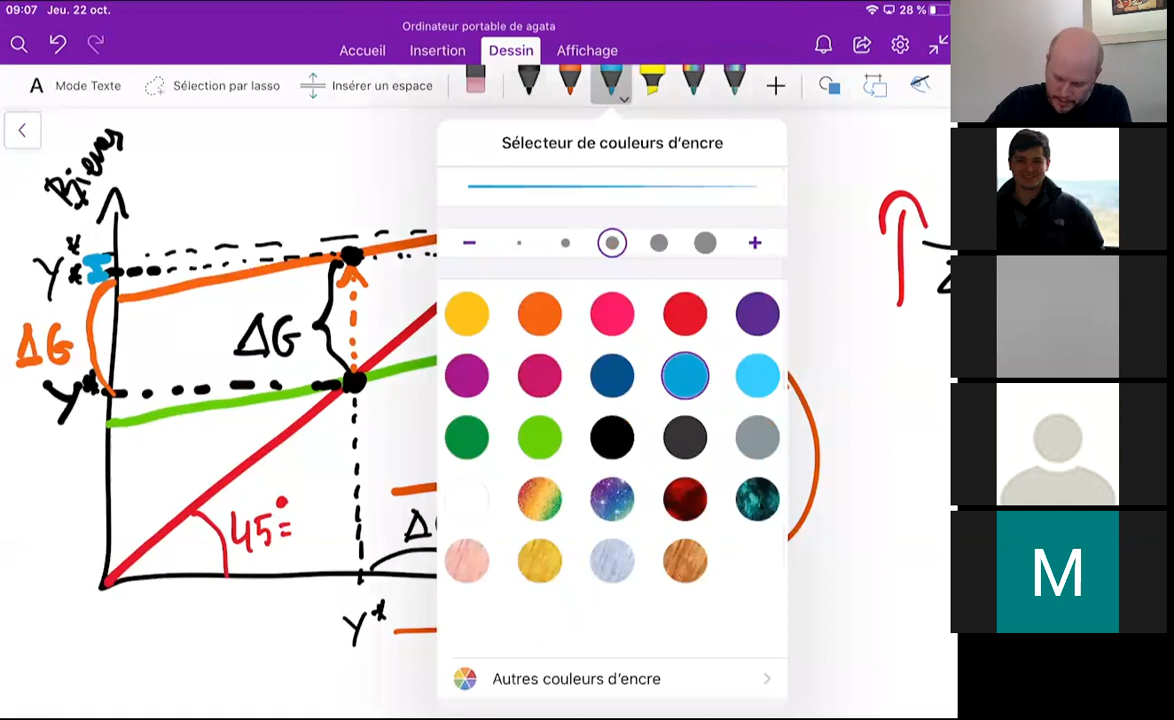 09:07 Jeu. 22 oct.
28 %
Ordinateur portable de agata
Accueil Insertion Dessin Affichage
A Mode Texte Sélection par lasso Insérer un espace
Sélecteur de couleurs d'encre
Biens
Y**
ΔG
ΔG
Y*
45°
Y*
Autres couleurs d'encre
M